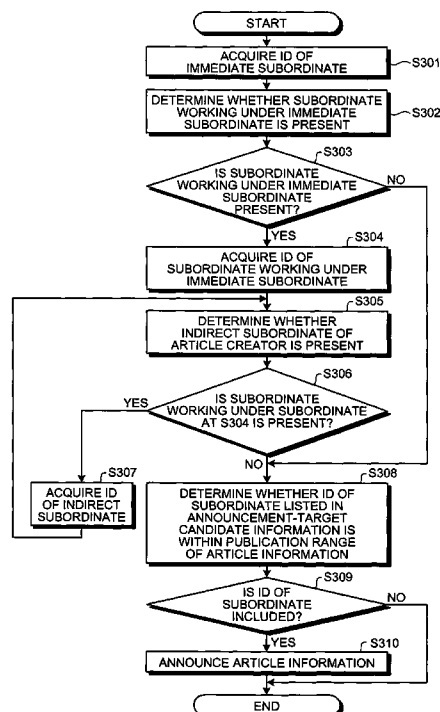 START
ACQUIRE ID OF
IMMEDIATE SUBORDINATE
S301
DETERMINE WHETHER SUBORDINATE
WORKING UNDER IMMEDIATE
SUBORDINATE IS PRESENT
S302
S303
IS SUBORDINATE
WORKING UNDER IMMEDIATE
SUBORDINATE
PRESENT?
NO
YES
S304
ACQUIRE ID OF
SUBORDINATE WORKING UNDER
IMMEDIATE SUBORDINATE
S305
DETERMINE WHETHER
INDIRECT SUBORDINATE OF
ARTICLE CREATOR IS PRESENT
S306
IS SUBORDINATE
WORKING UNDER SUBORDINATE
AT S304 IS PRESENT?
YES
NO
S307
ACQUIRE ID
OF INDIRECT
SUBORDINATE
S308
DETERMINE WHETHER ID OF
SUBORDINATE LISTED IN
ANNOUNCEMENT-TARGET
CANDIDATE INFORMATION IS
WITHIN PUBLICATION RANGE
OF ARTICLE INFORMATION
S309
IS ID OF
SUBORDINATE
INCLUDED?
NO
YES
S310
ANNOUNCE ARTICLE INFORMATION
END